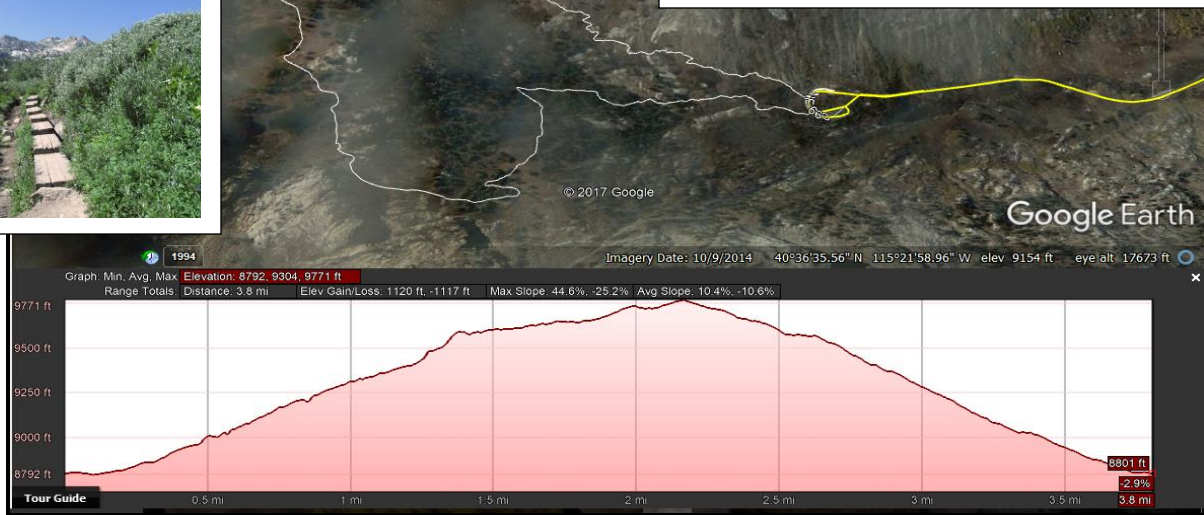 © 2017 Google
Google Earth
1994
Imagery Date: 10/9/2014 40°36'35.56" N 115°21'58.96" W elev 9154 ft eye alt 17673 ft
Graph: Min, Avg, Max Elevation: 8792, 9304, 9771 ft
Range Totals: Distance: 3.8 mi Elev Gain/Loss: 1120 ft, -1117 ft Max Slope: 44.6%, -25.2% Avg Slope: 10.4%, -10.6%
9771 ft
9500 ft
9250 ft
9000 ft
8792 ft
8801 ft
-2.9%
Tour Guide
0.5 mi 1 mi 1.5 mi 2 mi 2.5 mi 3 mi 3.5 mi 3.8 mi